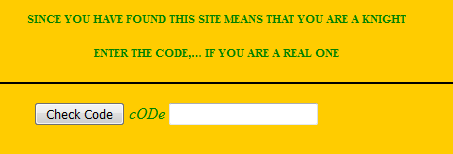 SINCE YOU HAVE FOUND THIS SITE MEANS THAT YOU ARE A KNIGHT
ENTER THE CODE,... IF YOU ARE A REAL ONE
Check Code cODe